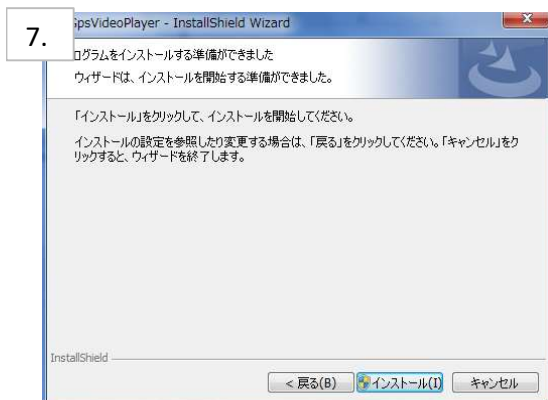 7.
GpsVideoPlayer - InstallShield Wizard
ログラムをインストールする準備ができました
ウィザードは、インストールを開始する準備ができました。
「インストール」をクリックして、インストールを開始してください。
インストールの設定を参照したり変更する場合は、「戻る」をクリックしてください。「キャンセル」をク
リックすると、ウィザードを終了します。
InstallShield
< 戻る(B) インストール(I) キャンセル